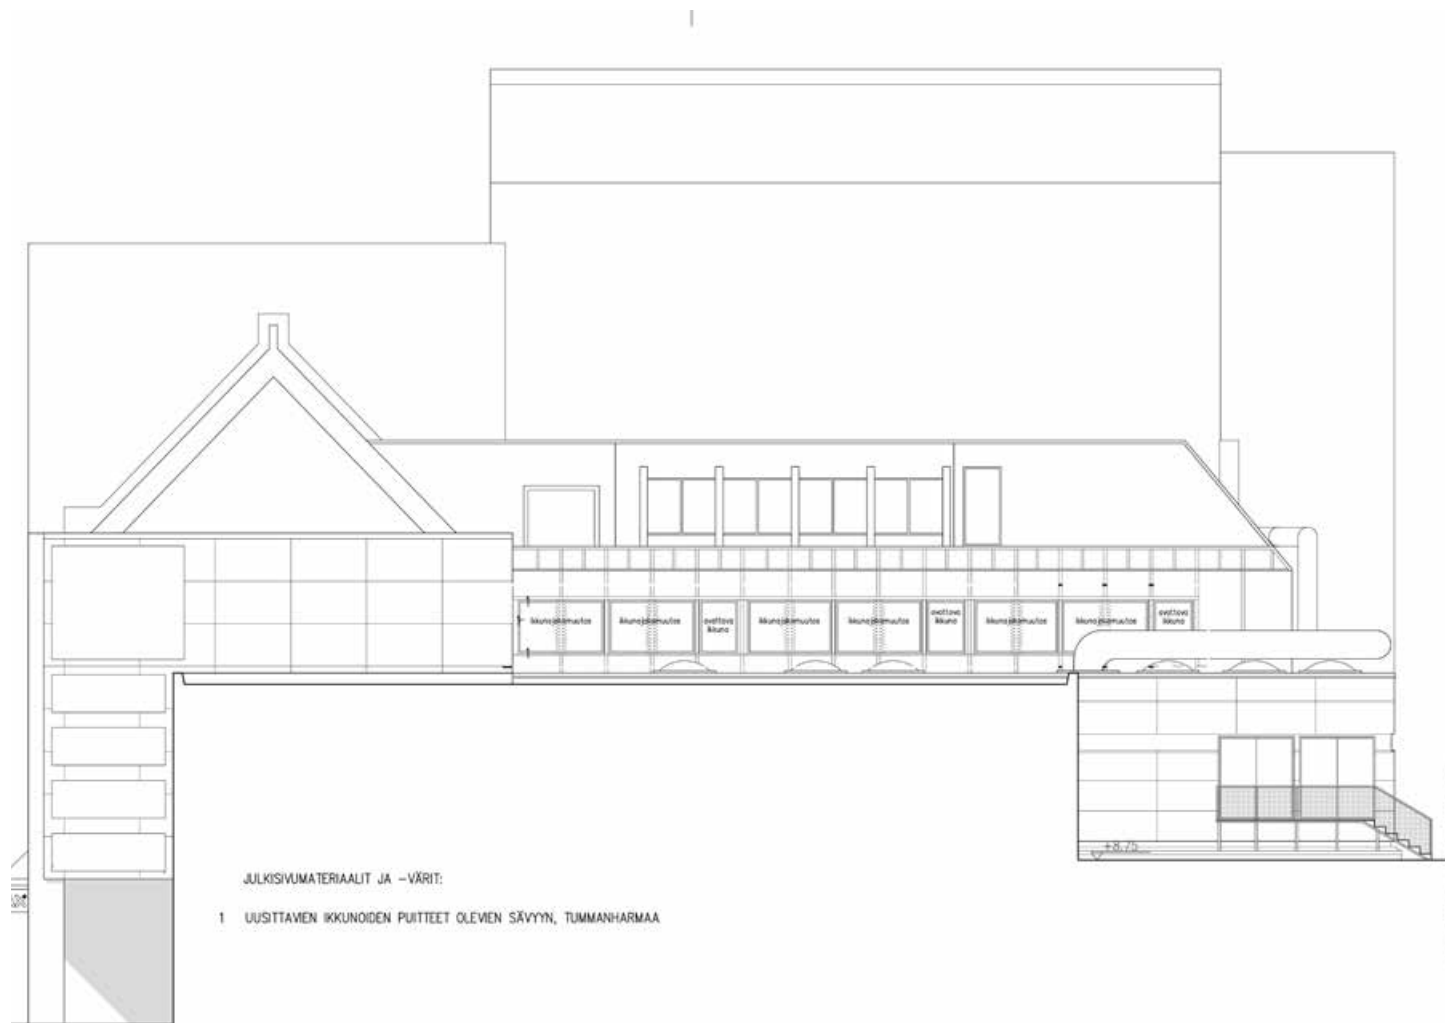 ikkunajakomuutos ikkunajakomuutos avattava ikkuna ikkunajakomuutos ikkunajakomuutos avattava ikkuna ikkunajakomuutos ikkunajakomuutos avattava ikkuna
+8.75
JULKISIVUMATERIAALIT JA -VÄRIT:
1 UUSITTAVIEN IKKUNOIDEN PUITTEET OLEVIEN SÄVYYN, TUMMANHARMAA